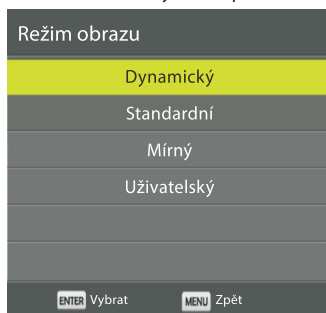 Režim obrazu
Dynamický
Standardní
Mírný
Uživatelský
ENTER Vybrat MENU Zpět